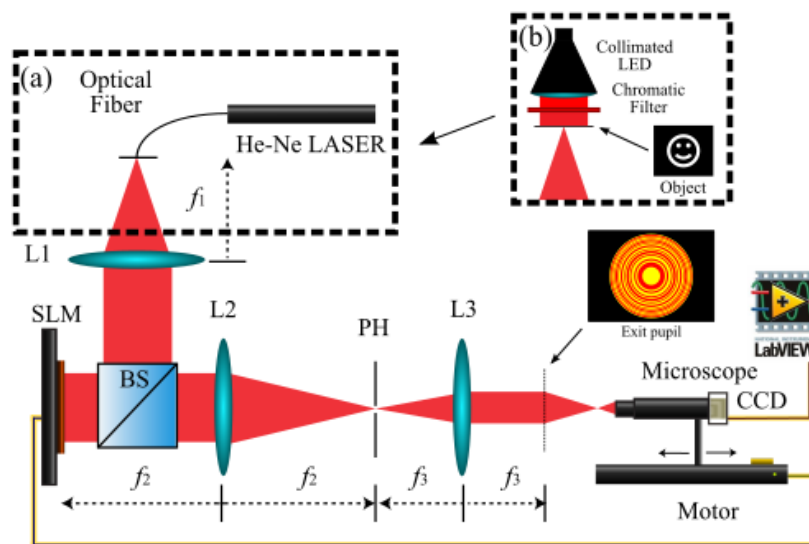 (a)
Optical
Fiber
He-Ne LASER
f1
(b)
Collimated
LED
Chromatic
Filter
Object
L1
SLM
BS
L2
PH
L3
Exit pupil
LabVIEW
Microscope
CCD
f2
f2
f3
f3
Motor